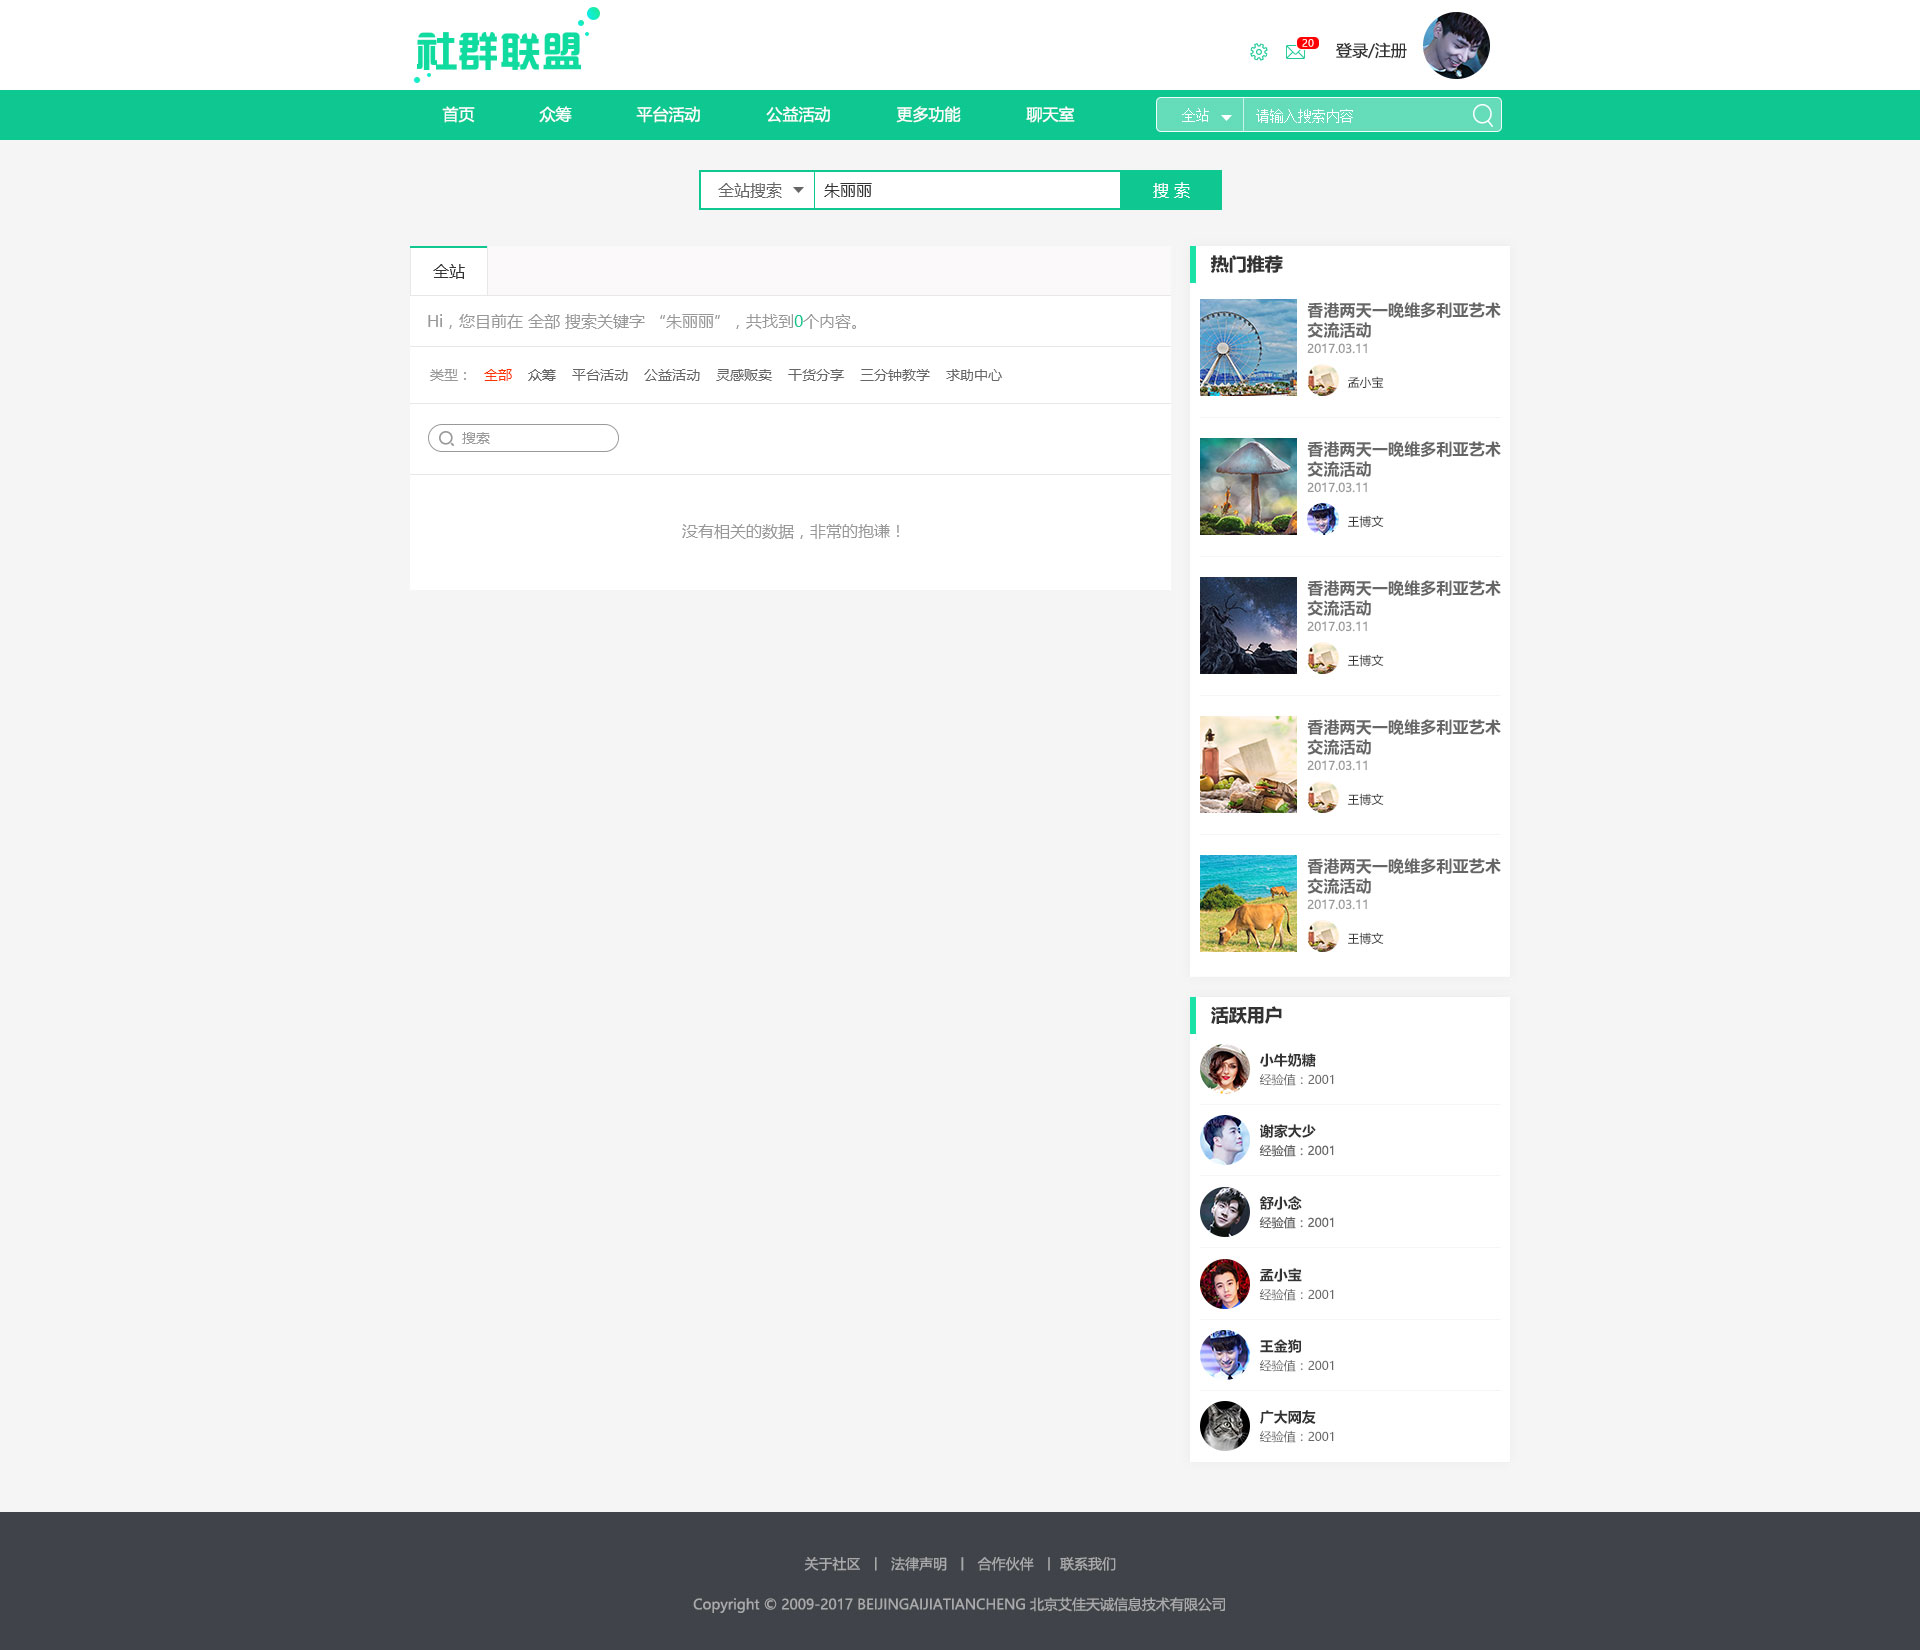 社群联盟
20
登录/注册
首页
众筹
平台活动
公益活动
更多功能
聊天室
全站
请输入搜索内容
全站搜索
朱丽丽
搜 索
全站
Hi，您目前在 全部 搜索关键字 “朱丽丽” ，共找到0个内容。
类型： 全部 众筹 平台活动 公益活动 灵感贩卖 干货分享 三分钟教学 求助中心
搜索
没有相关的数据，非常的抱谦！
热门推荐
香港两天一晚维多利亚艺术
交流活动
2017.03.11
孟小宝
香港两天一晚维多利亚艺术
交流活动
2017.03.11
王博文
香港两天一晚维多利亚艺术
交流活动
2017.03.11
王博文
香港两天一晚维多利亚艺术
交流活动
2017.03.11
王博文
香港两天一晚维多利亚艺术
交流活动
2017.03.11
王博文
活跃用户
小牛奶糖
经验值：2001
谢家大少
经验值：2001
舒小念
经验值：2001
孟小宝
经验值：2001
王金狗
经验值：2001
广大网友
经验值：2001
关于社区 | 法律声明 | 合作伙伴 | 联系我们
Copyright © 2009-2017 BEIJINGAIJIATIANCHENG 北京艾佳天诚信息技术有限公司